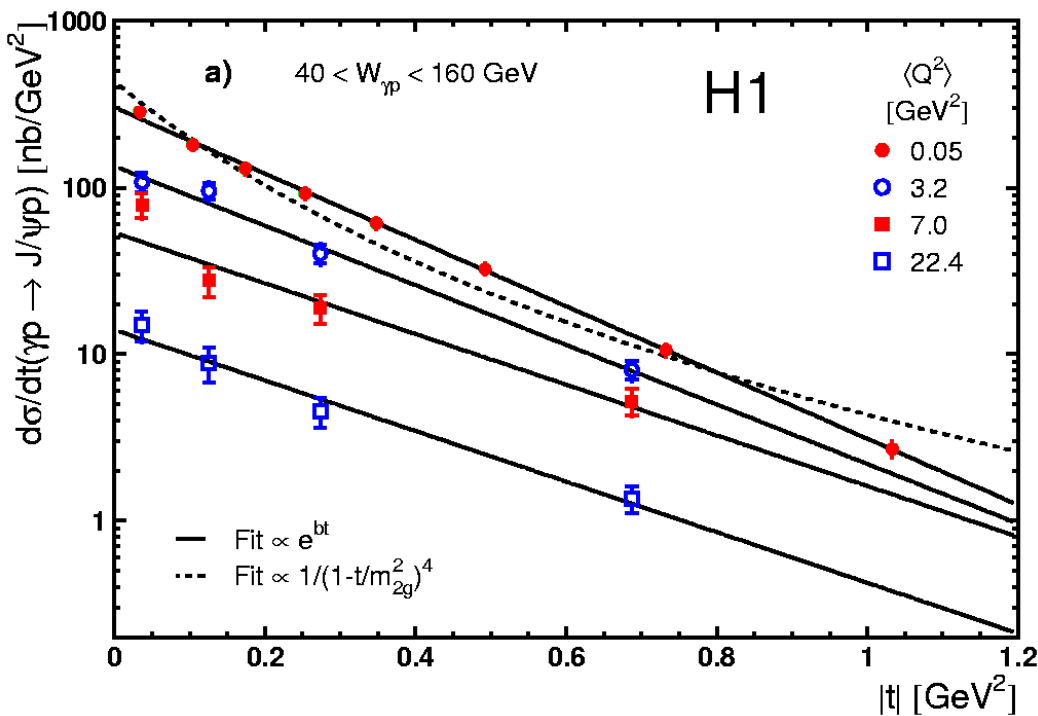 dσ/dt(γp → J/ψp) [nb/GeV²]
1000
100
10
1
a)
40 < W_γp < 160 GeV
H1
⟨Q²⟩
[GeV²]
0.05
3.2
7.0
22.4
Fit ∝ e^bt
Fit ∝ 1/(1-t/m²_2g)⁴
0
0.2
0.4
0.6
0.8
1
1.2
|t| [GeV²]